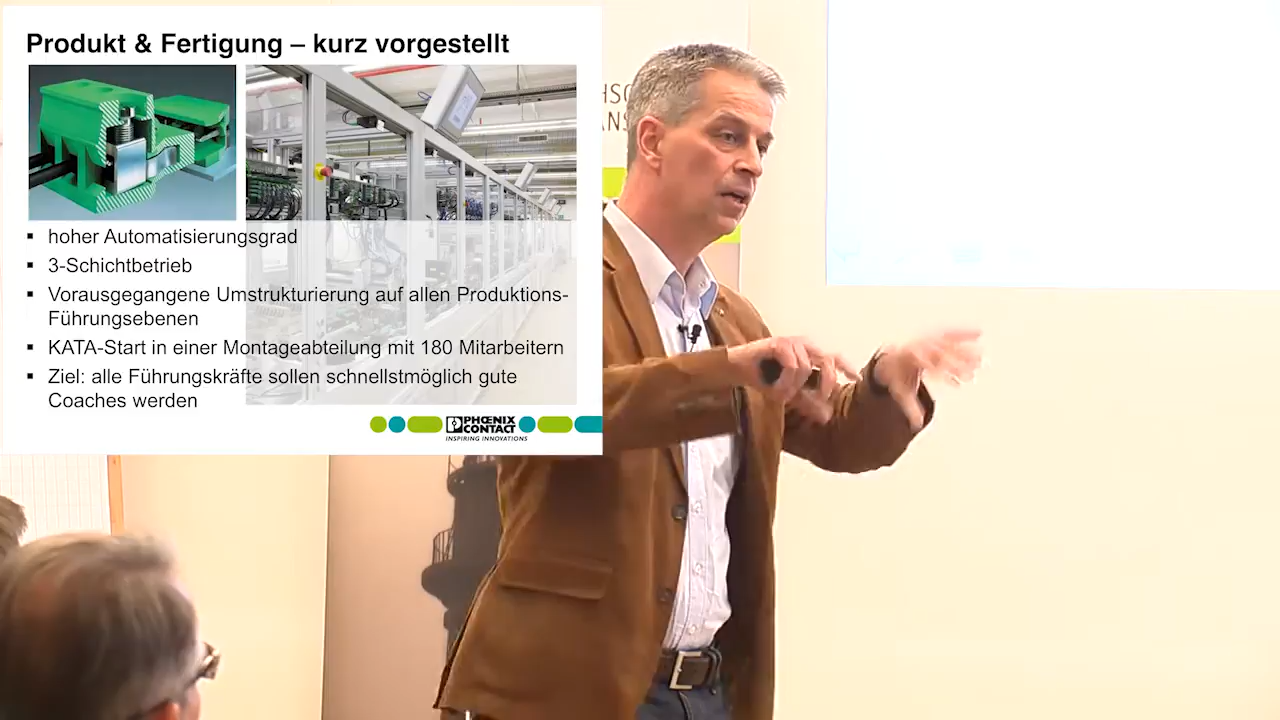 Produkt & Fertigung – kurz vorgestellt
▪ hoher Automatisierungsgrad
▪ 3-Schichtbetrieb
▪ Vorausgegangene Umstrukturierung auf allen Produktions-
Führungsebenen
▪ KATA-Start in einer Montageabteilung mit 180 Mitarbeitern
▪ Ziel: alle Führungskräfte sollen schnellstmöglich gute
Coaches werden
PHŒNIX
CONTACT
INSPIRING INNOVATIONS